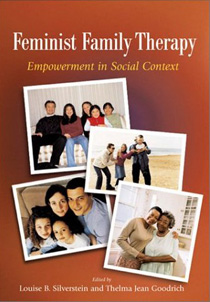 Feminist Family Therapy
Empowerment in Social Context
Edited by
Louise B. Silverstein and Thelma Jean Goodrich